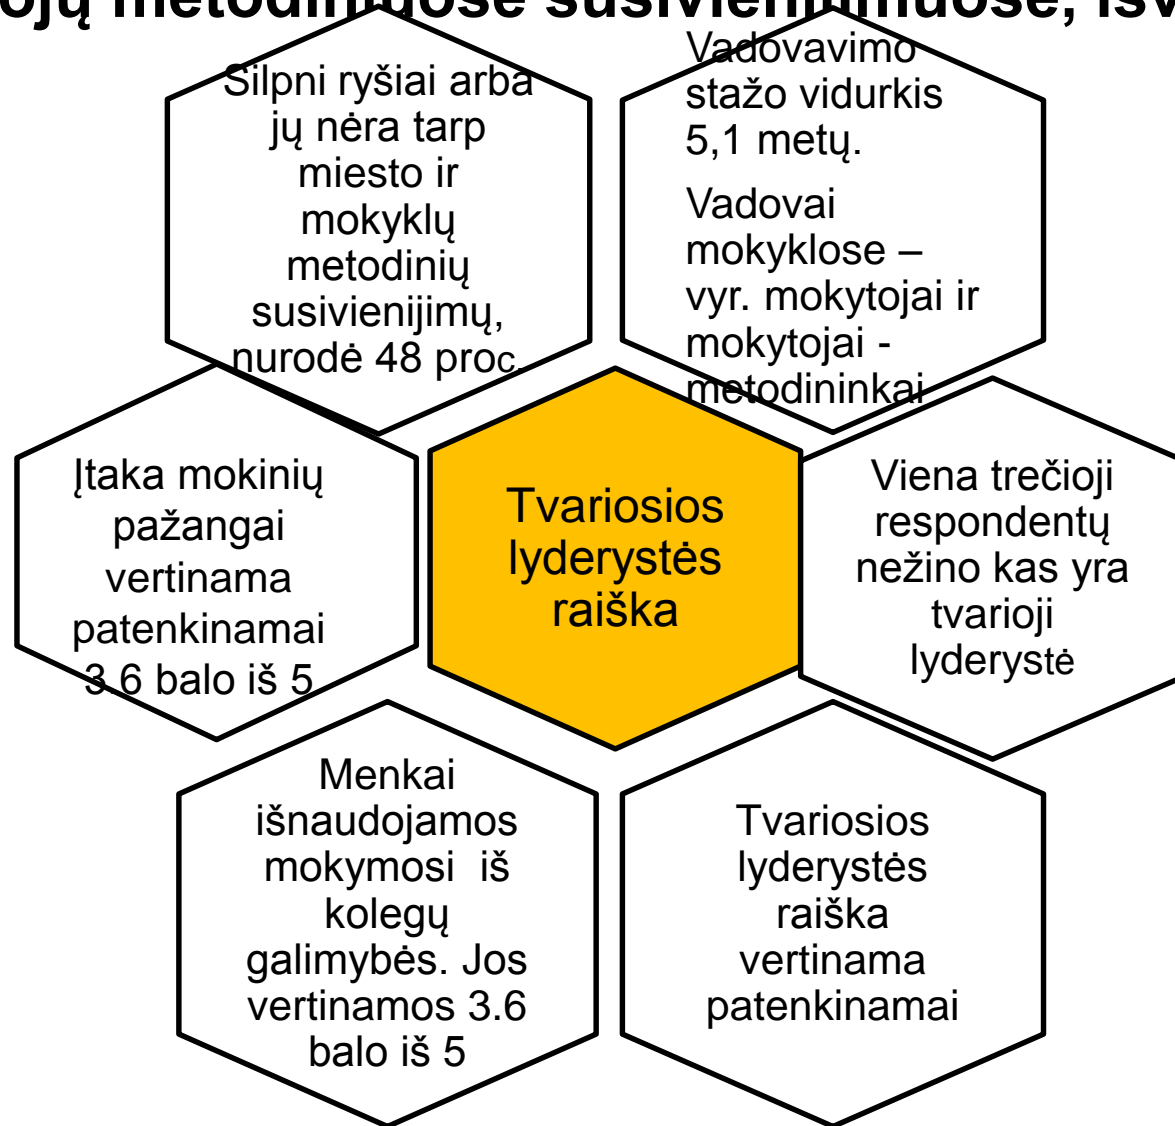 metodiniuose susivienijimuose,
Silpni ryšiai arba
jų nėra tarp
miesto ir
mokyklų
metodinių
susivienijimų,
nurodė 48 proc.
Vadovavimo
stažo vidurkis
5,1 metų.
Vadovai
mokyklose –
vyr. mokytojai ir
mokytojai -
metodininkai
Įtaka mokinių
pažangai
vertinama
patenkinamai
3.6 balo iš 5
Tvariosios
lyderystės
raiška
Viena trečioji
respondentų
nežino kas yra
tvarioji
lyderystė
Menkai
išnaudojamos
mokymosi iš
kolegų
galimybės. Jos
vertinamos 3.6
balo iš 5
Tvariosios
lyderystės
raiška
vertinama
patenkinamai